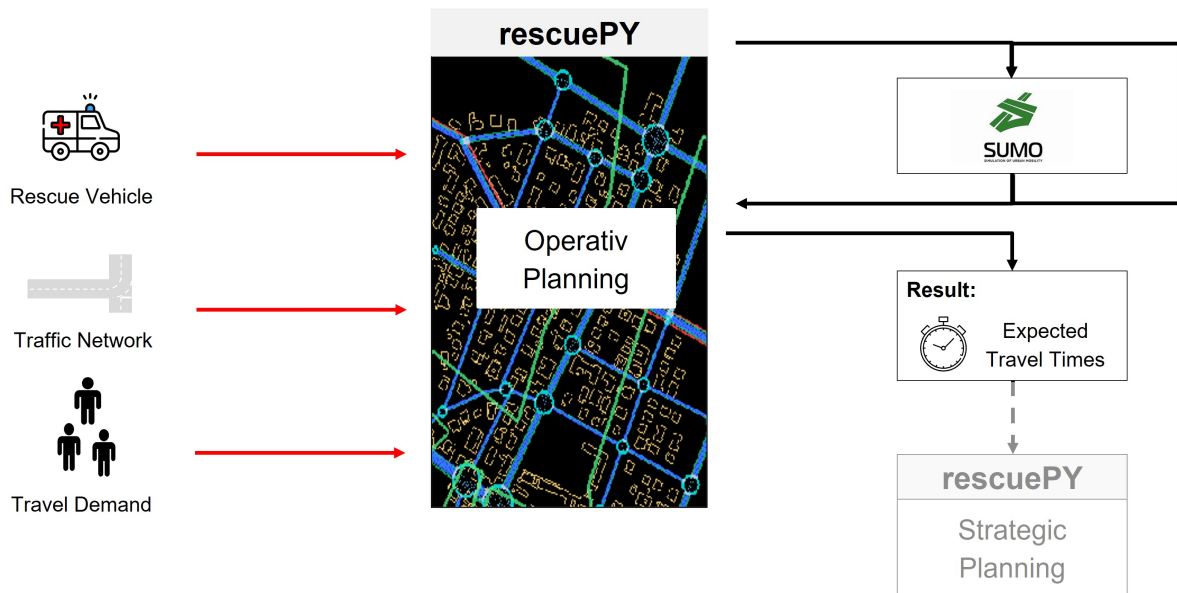 rescuePY
Rescue Vehicle
Traffic Network
Travel Demand
Operativ
Planning
SUMO
SIMULATION OF URBAN MOBILITY
Result:
Expected
Travel Times
rescuePY
Strategic
Planning